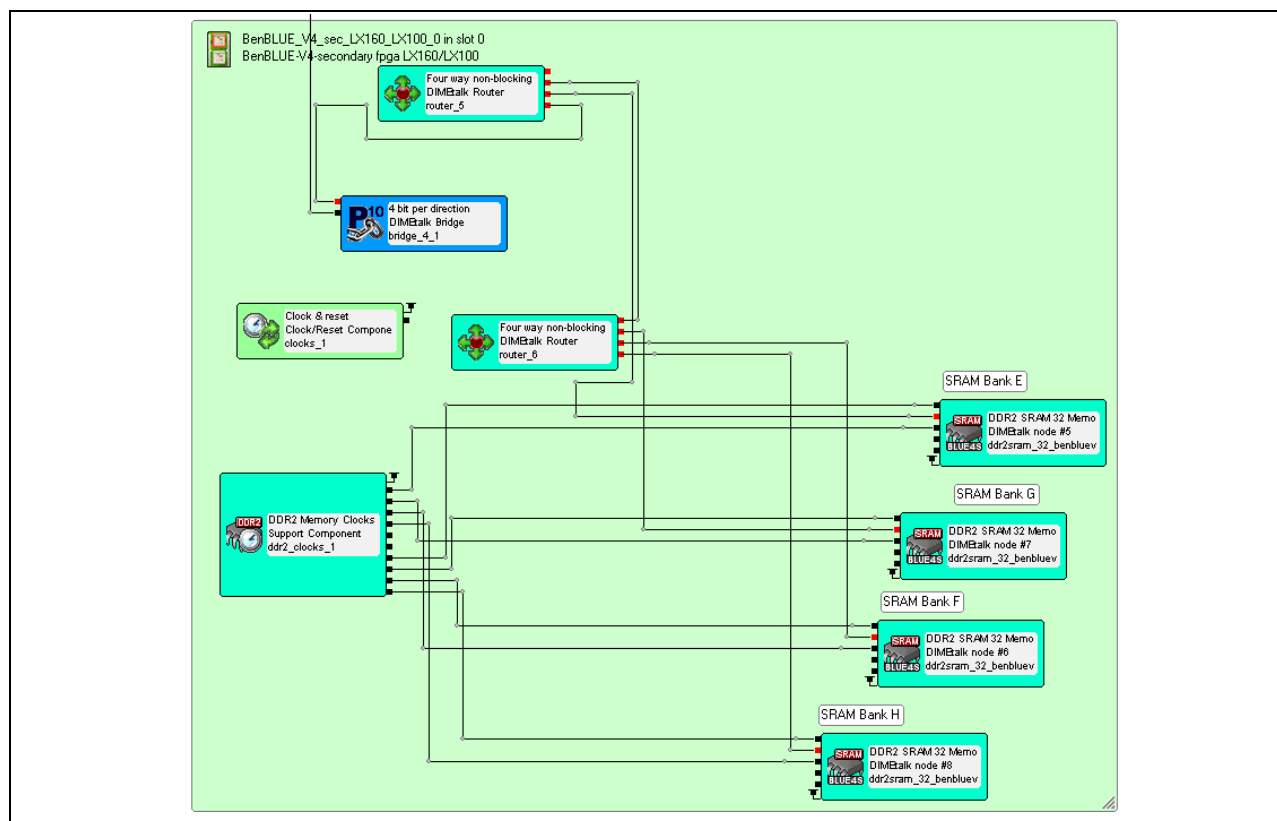 BenBLUE_V4_sec_LX160_LX100_0 in slot 0
BenBLUE-V4-secondary fpga LX160/LX100
Four way non-blocking
DIMEtalk Router
router_5
P10
4 bit per direction
DIMEtalk Bridge
bridge_4_1
Clock & reset
Clock/Reset Compone
clocks_1
Four way non-blocking
DIMEtalk Router
router_6
SRAM Bank E
SRAM
BLUE4S
DDR2 SRAM 32 Memo
DIMEtalk node #5
ddr2sram_32_benbluev
DDR2
DDR2 Memory Clocks
Support Component
ddr2_clocks_1
SRAM Bank G
SRAM
BLUE4S
DDR2 SRAM 32 Memo
DIMEtalk node #7
ddr2sram_32_benbluev
SRAM Bank F
SRAM
BLUE4S
DDR2 SRAM 32 Memo
DIMEtalk node #6
ddr2sram_32_benbluev
SRAM Bank H
SRAM
BLUE4S
DDR2 SRAM 32 Memo
DIMEtalk node #8
ddr2sram_32_benbluev